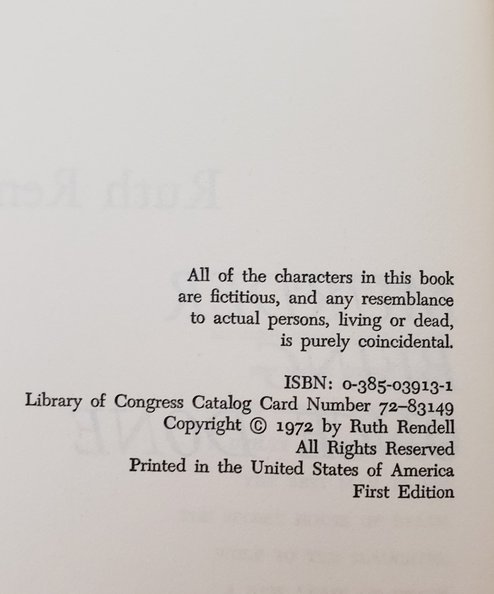 All of the characters in this book
are fictitious, and any resemblance
to actual persons, living or dead,
is purely coincidental.
ISBN: 0-385-03913-1
Library of Congress Catalog Card Number 72–83149
Copyright © 1972 by Ruth Rendell
All Rights Reserved
Printed in the United States of America
First Edition